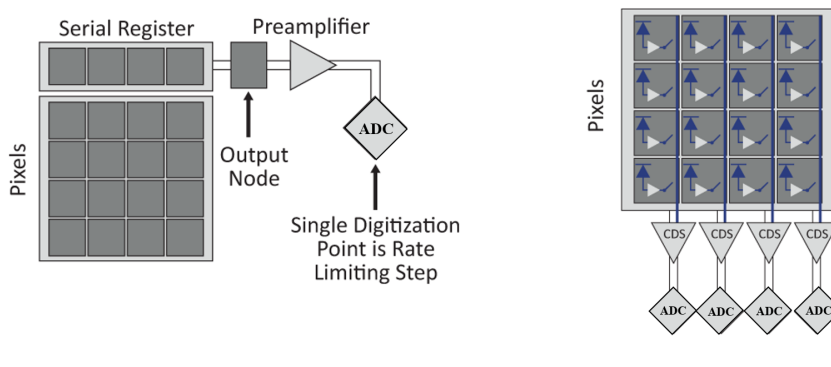 Serial Register
Preamplifier
ADC
Output
Node
Pixels
Single Digitization
Point is Rate
Limiting Step
Pixels
CDS CDS CDS CDS
ADC ADC ADC ADC